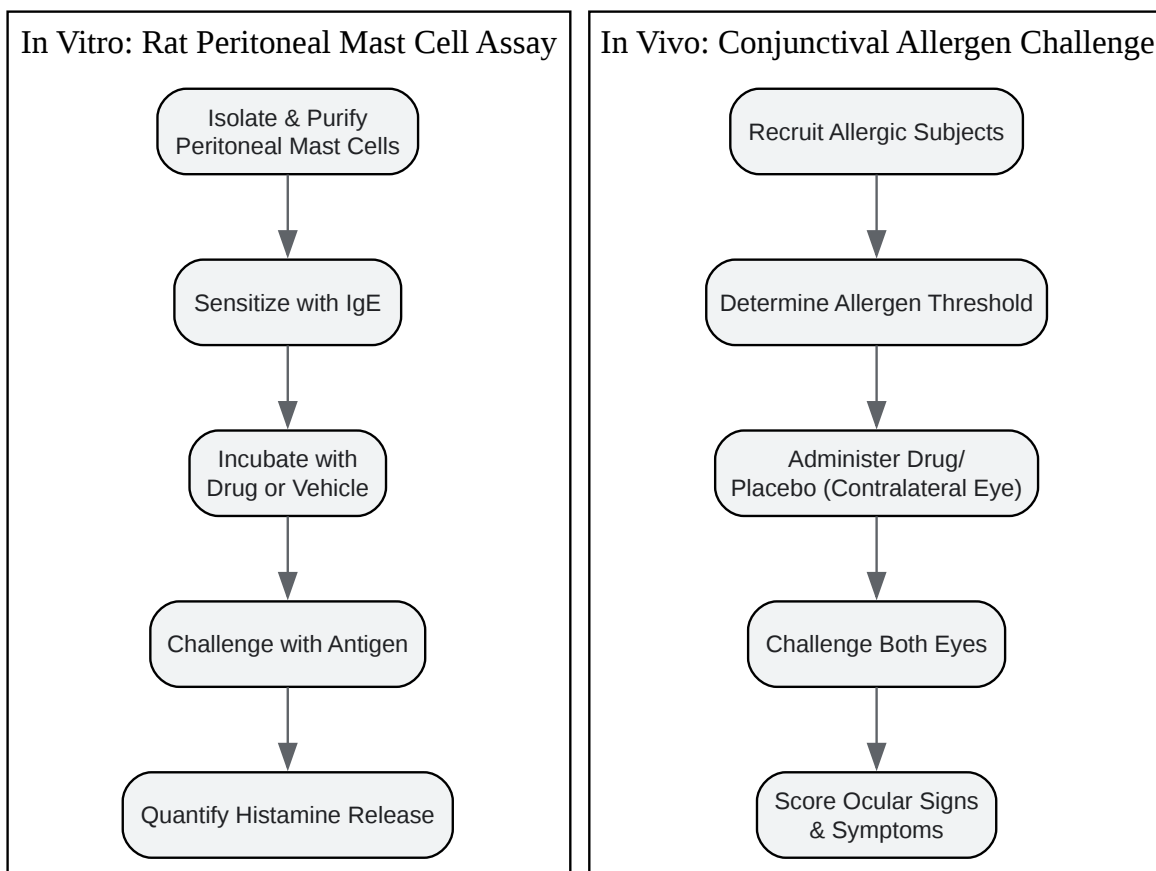 In Vitro: Rat Peritoneal Mast Cell Assay
Isolate & Purify
Peritoneal Mast Cells
Sensitize with IgE
Incubate with
Drug or Vehicle
Challenge with Antigen
Quantify Histamine Release
In Vivo: Conjunctival Allergen Challenge
Recruit Allergic Subjects
Determine Allergen Threshold
Administer Drug/
Placebo (Contralateral Eye)
Challenge Both Eyes
Score Ocular Signs
& Symptoms